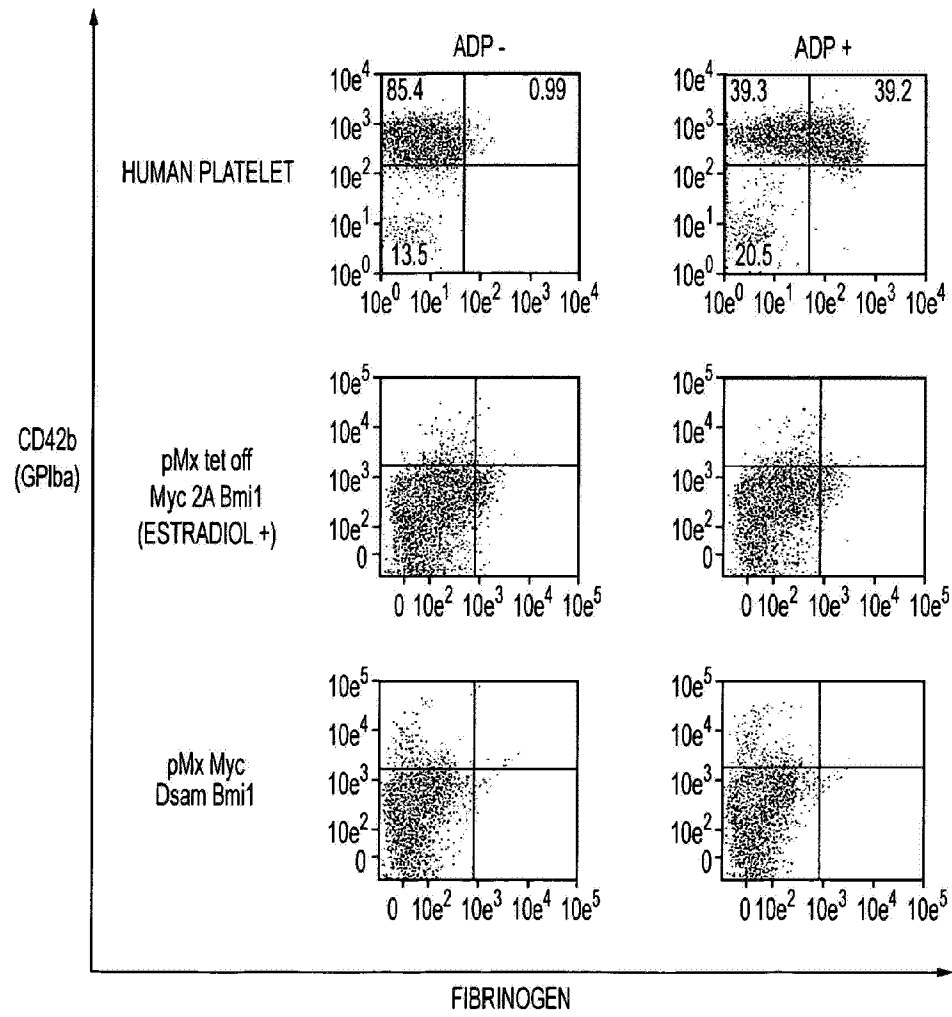 ADP -
ADP +
HUMAN PLATELET
10e4
10e3
10e2
10e1
10e0
85.4
0.99
13.5
10e0 10e1 10e2 10e3 10e4
10e4
10e3
10e2
10e1
10e0
39.3
39.2
20.5
10e0 10e1 10e2 10e3 10e4
CD42b
(GPIba)
pMx tet off
Myc 2A Bmi1
(ESTRADIOL +)
10e5
10e4
10e3
10e2
0
0 10e2 10e3 10e4 10e5
10e5
10e4
10e3
10e2
0
0 10e2 10e3 10e4 10e5
pMx Myc
Dsam Bmi1
10e5
10e4
10e3
10e2
0
0 10e2 10e3 10e4 10e5
10e5
10e4
10e3
10e2
0
0 10e2 10e3 10e4 10e5
FIBRINOGEN